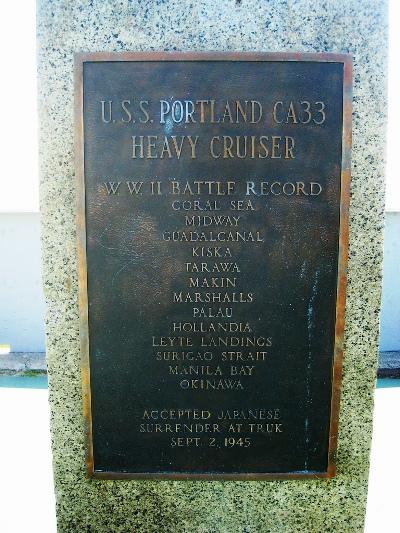 U.S.S. PORTLAND CA33
HEAVY CRUISER
W W II BATTLE RECORD
CORAL SEA
MIDWAY
GUADALCANAL
KISKA
TARAWA
MAKIN
MARSHALLS
PALAU
HOLLANDIA
LEYTE LANDINGS
SURIGAO STRAIT
MANILA BAY
OKINAWA
ACCEPTED JAPANESE
SURRENDER AT TRUK
SEPT. 2, 1945